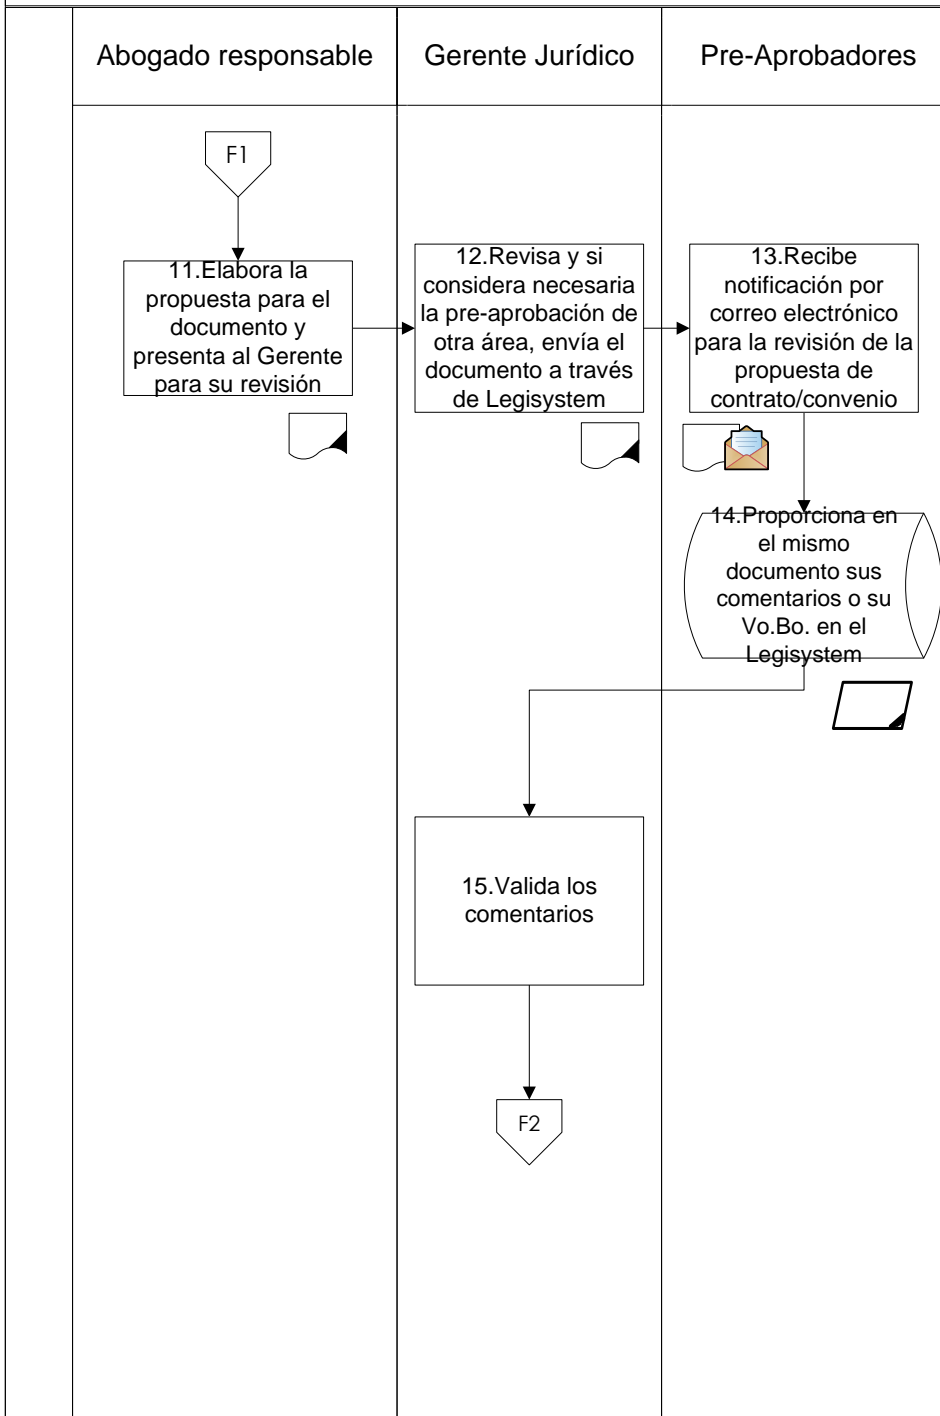 Abogado responsable
Gerente Jurídico
Pre-Aprobadores
F1
11.Elabora la
propuesta para el
documento y
presenta al Gerente
para su revisión
12.Revisa y si
considera necesaria
la pre-aprobación de
otra área, envía el
documento a través
de Legisystem
13.Recibe
notificación por
correo electrónico
para la revisión de la
propuesta de
contrato/convenio
14.Proporciona en
el mismo
documento sus
comentarios o su
Vo.Bo. en el
Legisystem
15.Valida los
comentarios
F2